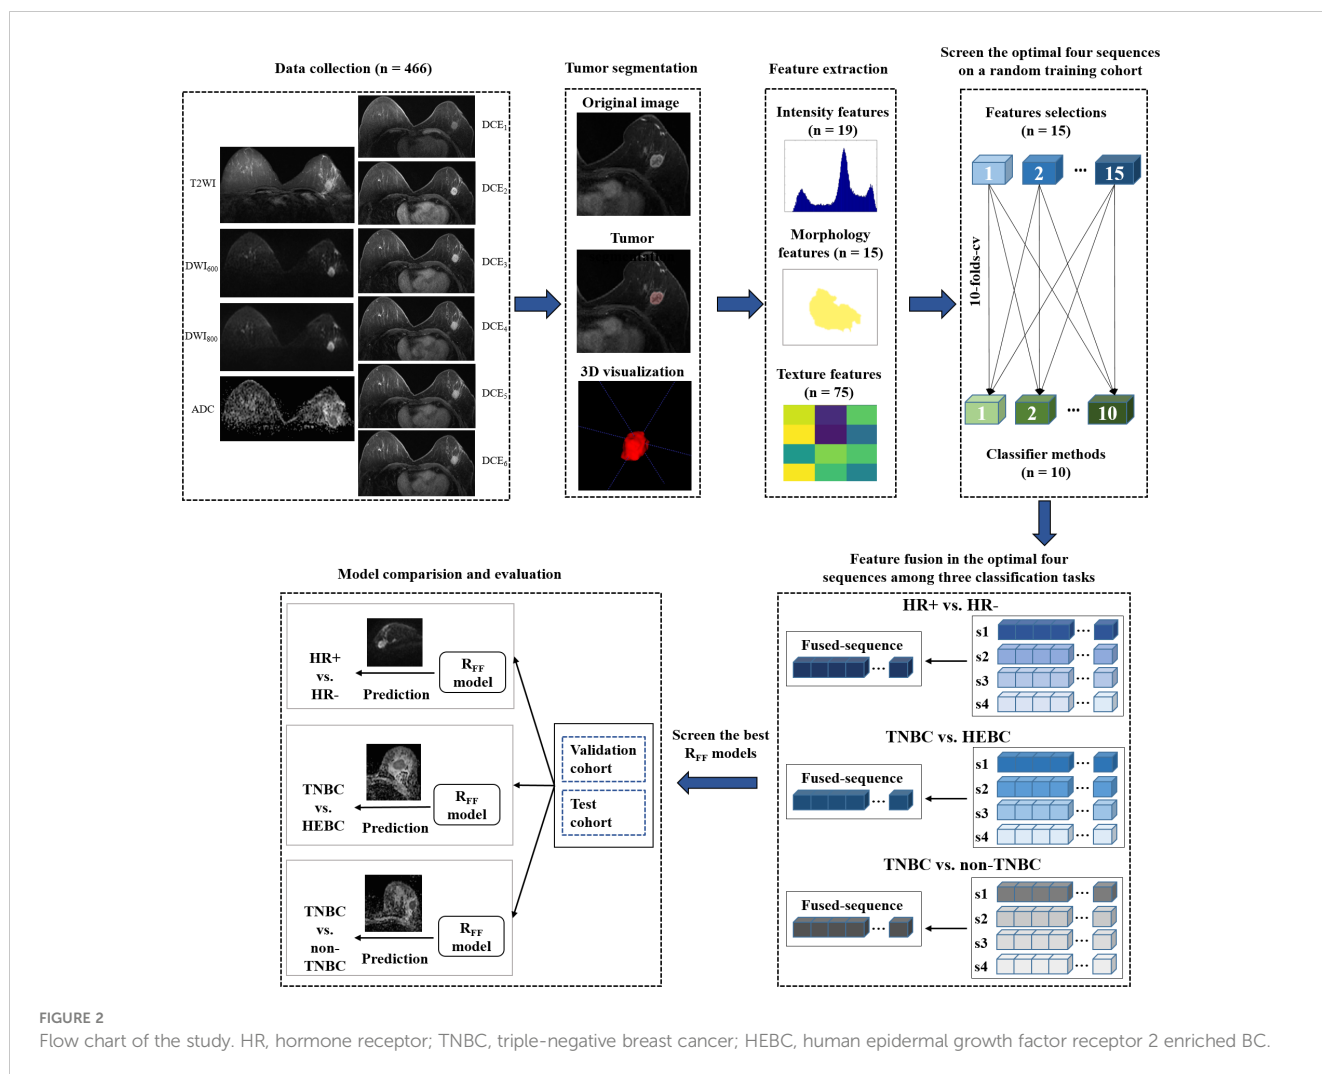 Data collection (n = 466)
T2WI
DWI600
DWI800
ADC
DCE1
DCE2
DCE3
DCE4
DCE5
DCE6
Tumor segmentation
Original image
Tumor
segmentation
3D visualization
Feature extraction
Intensity features
(n = 19)
Morphology
features (n = 15)
Texture features
(n = 75)
Screen the optimal four sequences
on a random training cohort
Features selections
(n = 15)
1 2 ··· 15
10-folds-cv
1 2 ··· 10
Classifier methods
(n = 10)
Feature fusion in the optimal four
sequences among three classification tasks
HR+ vs. HR-
Fused-sequence
···
s1 ···
s2 ···
s3 ···
s4 ···
TNBC vs. HEBC
Fused-sequence
···
s1 ···
s2 ···
s3 ···
s4 ···
TNBC vs. non-TNBC
Fused-sequence
···
s1 ···
s2 ···
s3 ···
s4 ···
Screen the best
RFF models
Model comparision and evaluation
HR+
vs.
HR-
Prediction
RFF
model
TNBC
vs.
HEBC
Prediction
RFF
model
TNBC
vs.
non-
TNBC
Prediction
RFF
model
Validation
cohort
Test
cohort
FIGURE 2
Flow chart of the study. HR, hormone receptor; TNBC, triple-negative breast cancer; HEBC, human epidermal growth factor receptor 2 enriched BC.